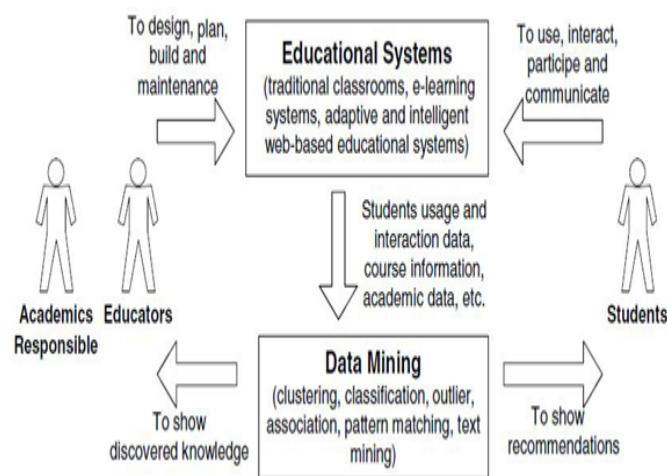 To design, plan,
build and
maintenance
Educational Systems
(traditional classrooms, e-learning
systems, adaptive and intelligent
web-based educational systems)
To use, interact,
participe and
communicate
Students usage and
interaction data,
course information,
academic data, etc.
Academics
Responsible
Educators
Students
Data Mining
(clustering, classification, outlier,
association, pattern matching, text
mining)
To show
discovered knowledge
To show
recommendations